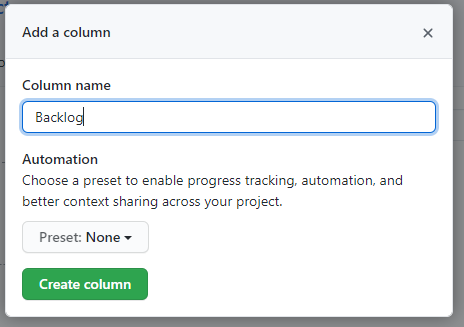 Add a column
Column name
Backlog
Automation
Choose a preset to enable progress tracking, automation, and
better context sharing across your project.
Preset: None
Create column